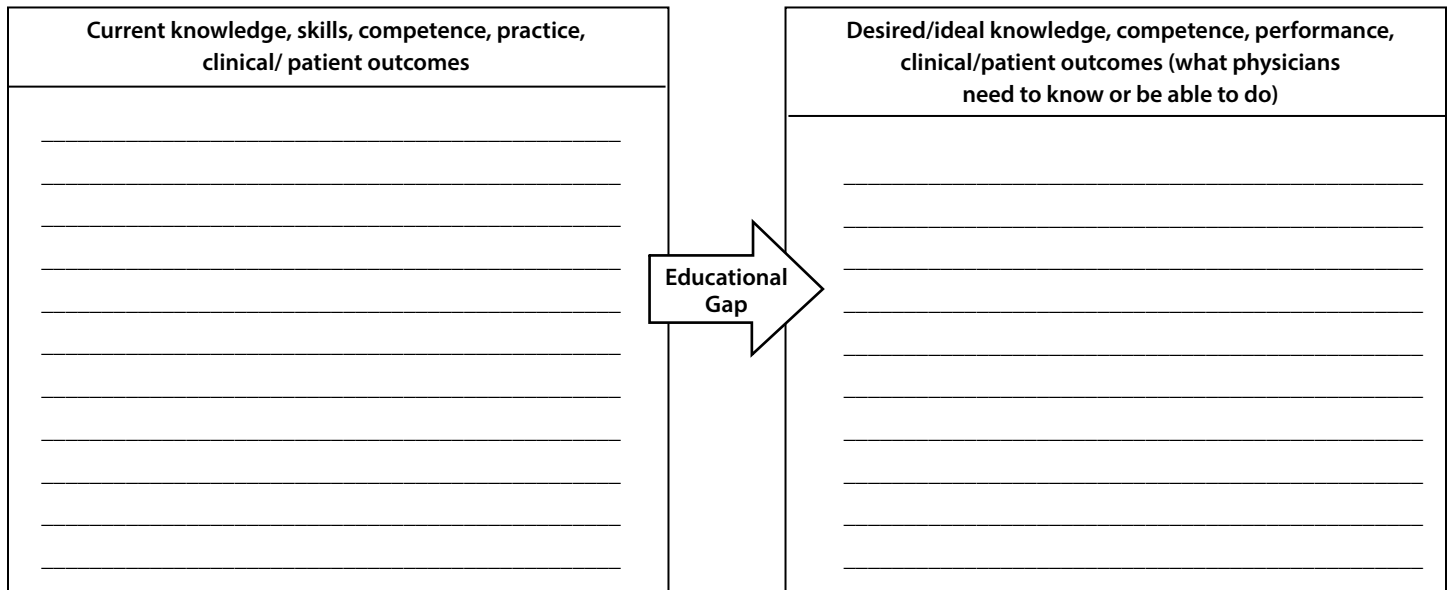 Current knowledge, skills, competence, practice,
clinical/ patient outcomes
Educational
Gap
Desired/ideal knowledge, competence, performance,
clinical/patient outcomes (what physicians
need to know or be able to do)